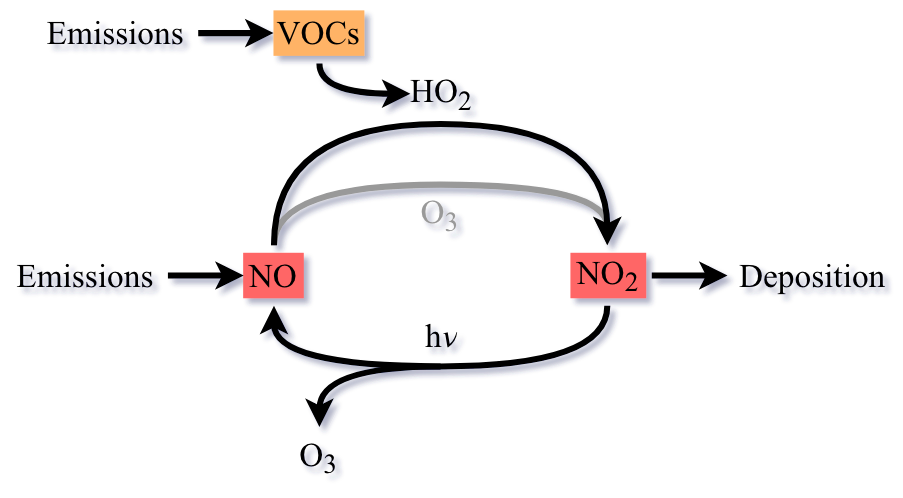 Emissions
VOCs
HO₂
O₃
Emissions
NO
NO₂
Deposition
hν
O₃